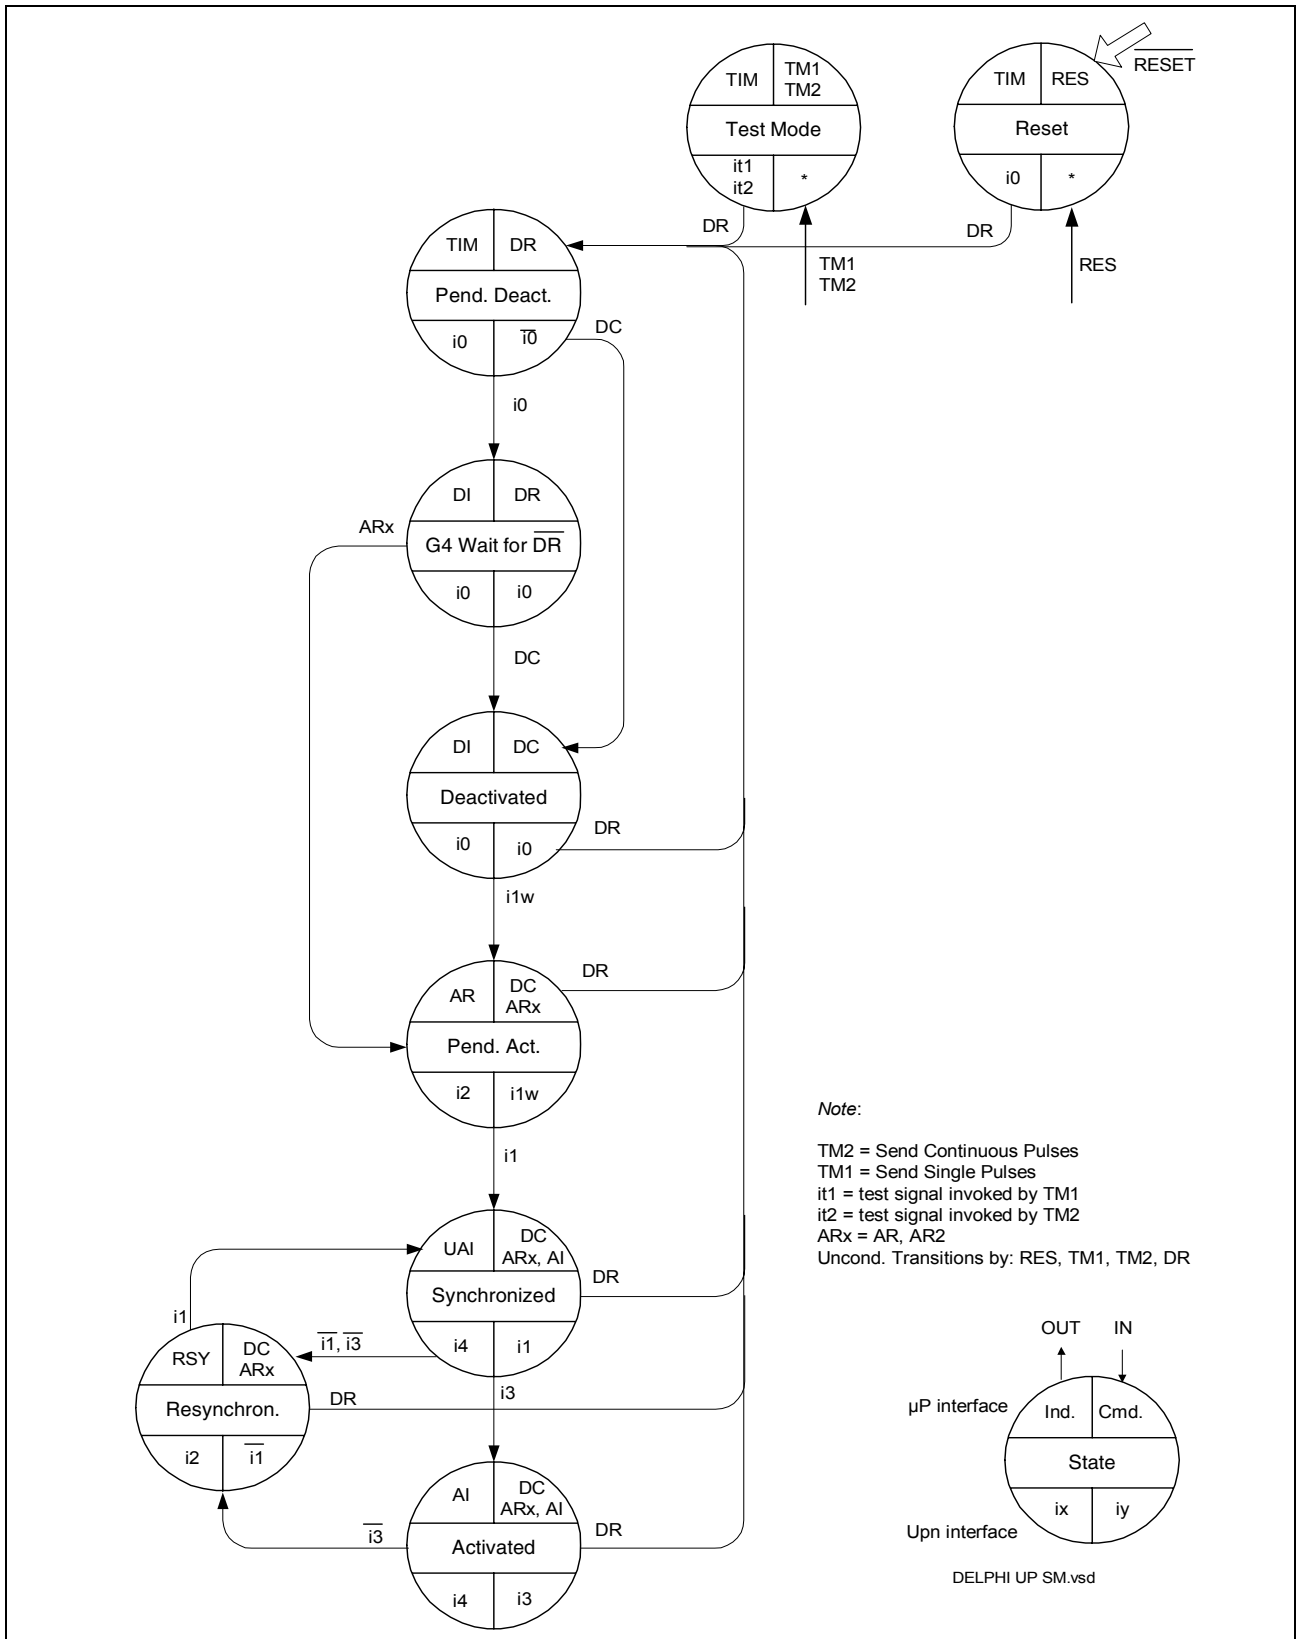 TIM
TM1
TM2
Test Mode
it1
it2
*
TIM
RES
Reset
i0
*
RESET
DR
DR
TM1
TM2
RES
TIM
DR
Pend. Deact.
i0
i0
DC
i0
DI
DR
ARx
G4 Wait for DR
i0
i0
DC
DI
DC
Deactivated
i0
i0
DR
i1w
AR
DC
ARx
DR
Pend. Act.
i2
i1w
i1
UAI
DC
ARx, AI
DR
Synchronized
i4
i1
i1
i1, i3
RSY
DC
ARx
DR
Resynchron.
i2
i1
i3
AI
DC
ARx, AI
DR
i3
Activated
i4
i3
Note:
TM2 = Send Continuous Pulses
TM1 = Send Single Pulses
it1 = test signal invoked by TM1
it2 = test signal invoked by TM2
ARx = AR, AR2
Uncond. Transitions by: RES, TM1, TM2, DR
OUT
IN
µP interface
Ind.
Cmd.
State
ix
iy
Upn interface
DELPHI UP SM.vsd